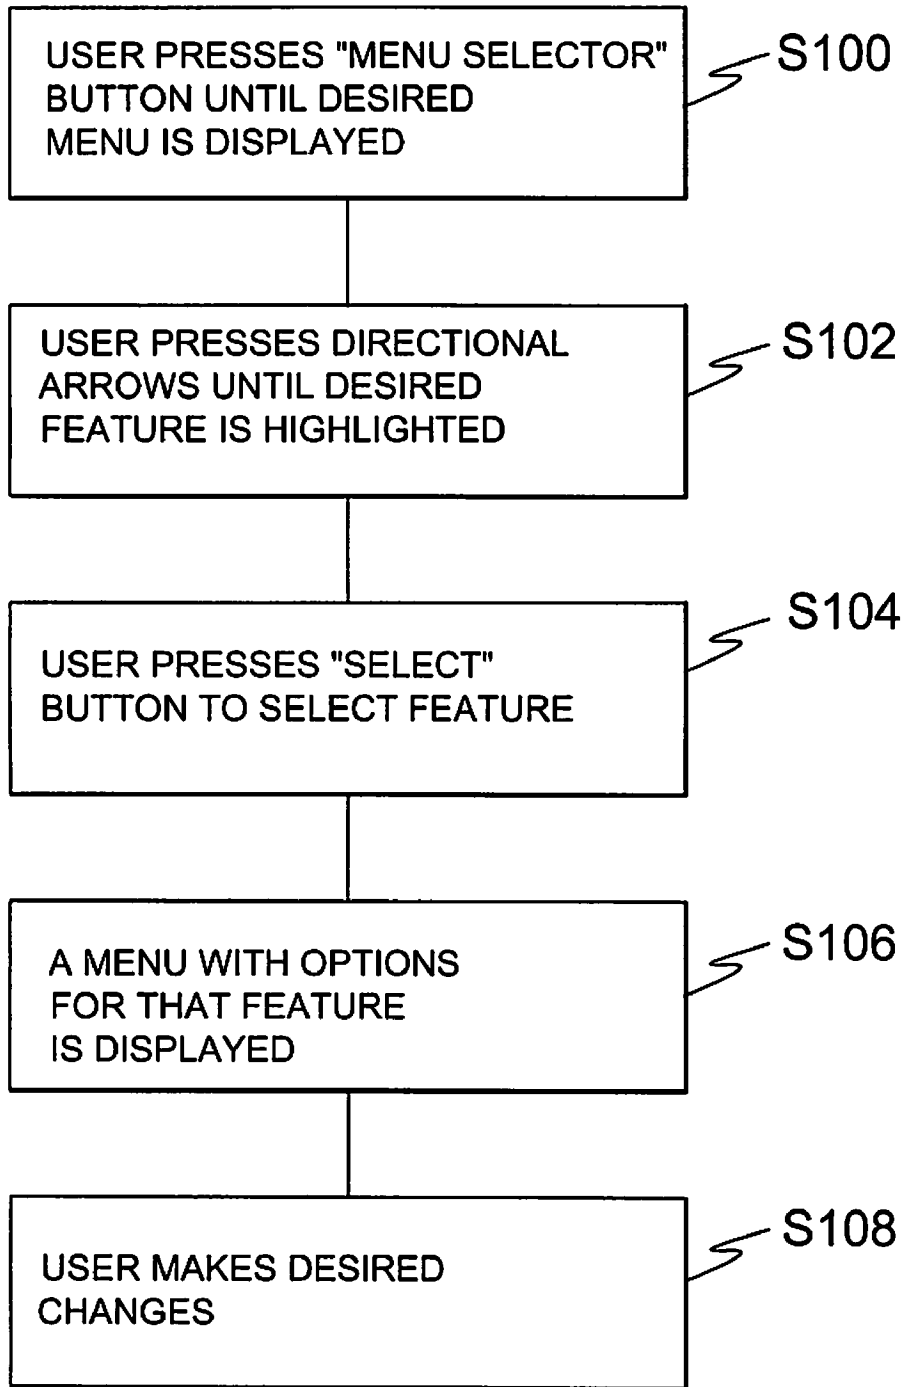 USER PRESSES "MENU SELECTOR"
BUTTON UNTIL DESIRED
MENU IS DISPLAYED
S100
USER PRESSES DIRECTIONAL
ARROWS UNTIL DESIRED
FEATURE IS HIGHLIGHTED
S102
USER PRESSES "SELECT"
BUTTON TO SELECT FEATURE
S104
A MENU WITH OPTIONS
FOR THAT FEATURE
IS DISPLAYED
S106
USER MAKES DESIRED
CHANGES
S108